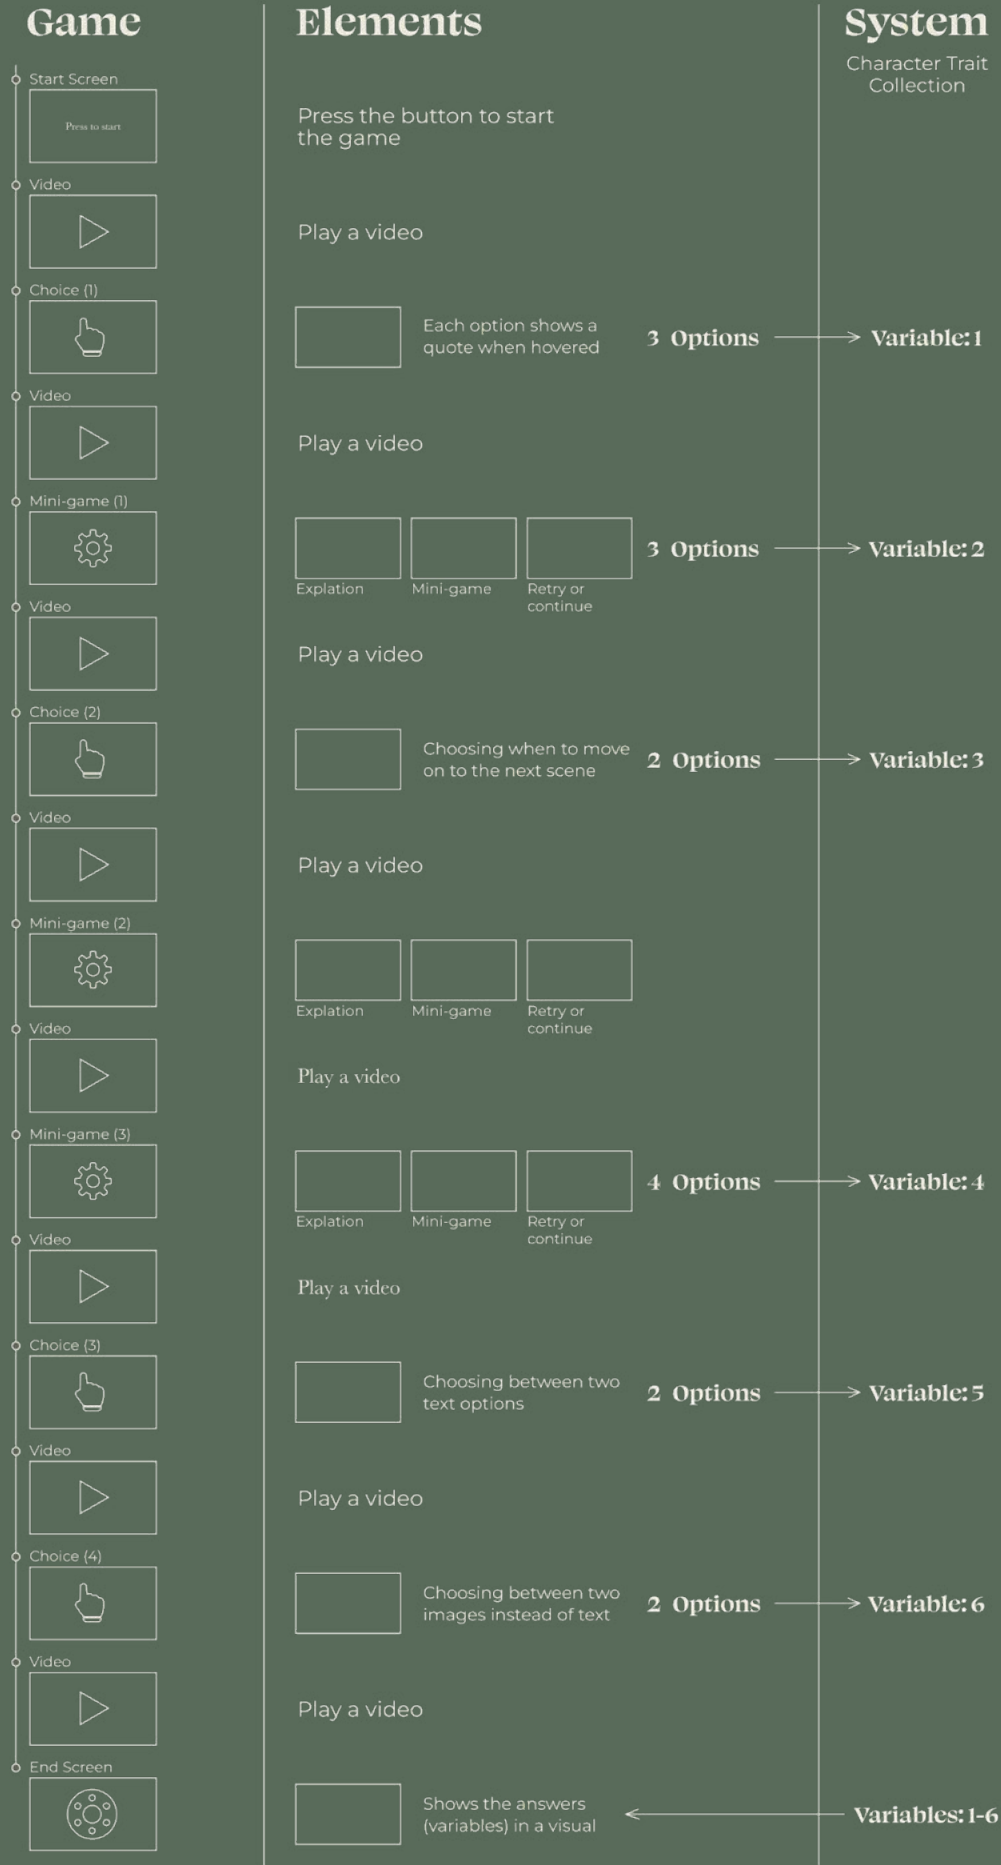 Game
Elements
System
Character Trait
Collection
Start Screen
Press to start
Press the button to start
the game
Video
Play a video
Choice (1)
Each option shows a
quote when hovered
3 Options
Variable: 1
Video
Play a video
Mini-game (1)
Explation
Mini-game
Retry or
continue
3 Options
Variable: 2
Video
Play a video
Choice (2)
Choosing when to move
on to the next scene
2 Options
Variable: 3
Video
Play a video
Mini-game (2)
Explation
Mini-game
Retry or
continue
Video
Play a video
Mini-game (3)
Explation
Mini-game
Retry or
continue
4 Options
Variable: 4
Video
Play a video
Choice (3)
Choosing between two
text options
2 Options
Variable: 5
Video
Play a video
Choice (4)
Choosing between two
images instead of text
2 Options
Variable: 6
Video
Play a video
End Screen
Shows the answers
(variables) in a visual
Variables: 1-6